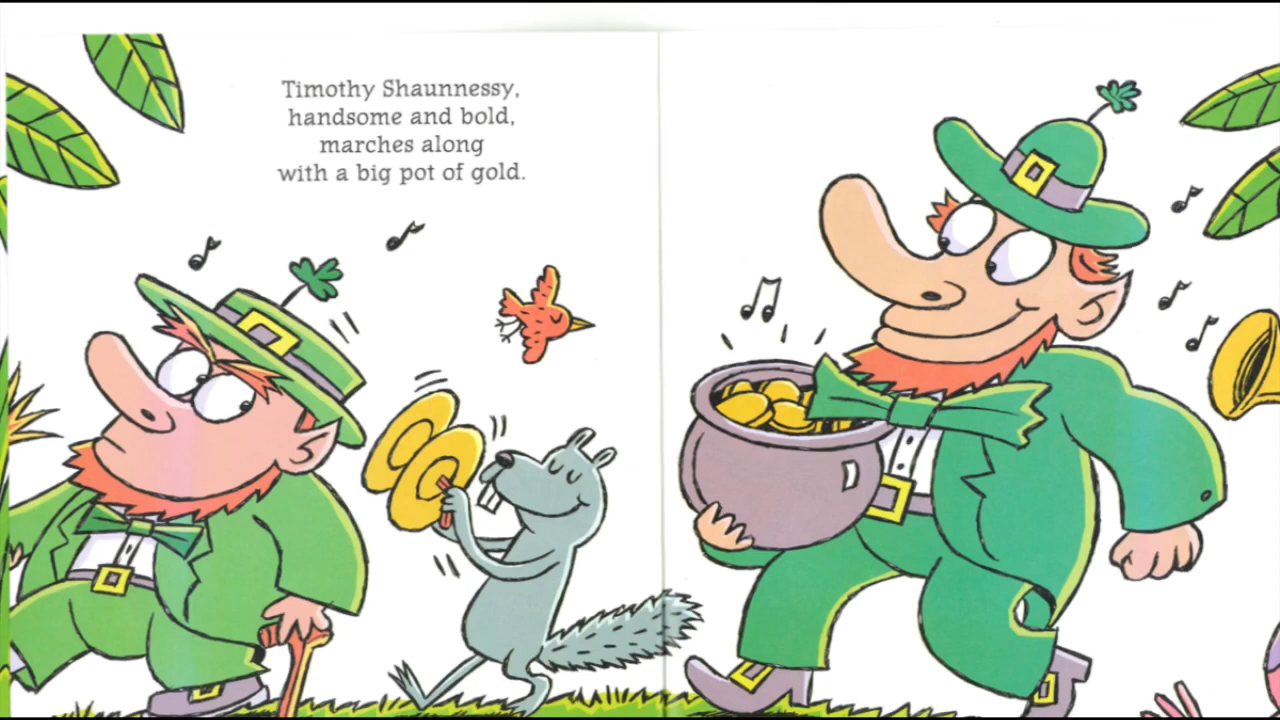 Timothy Shaunnessy,
handsome and bold,
marches along
with a big pot of gold.